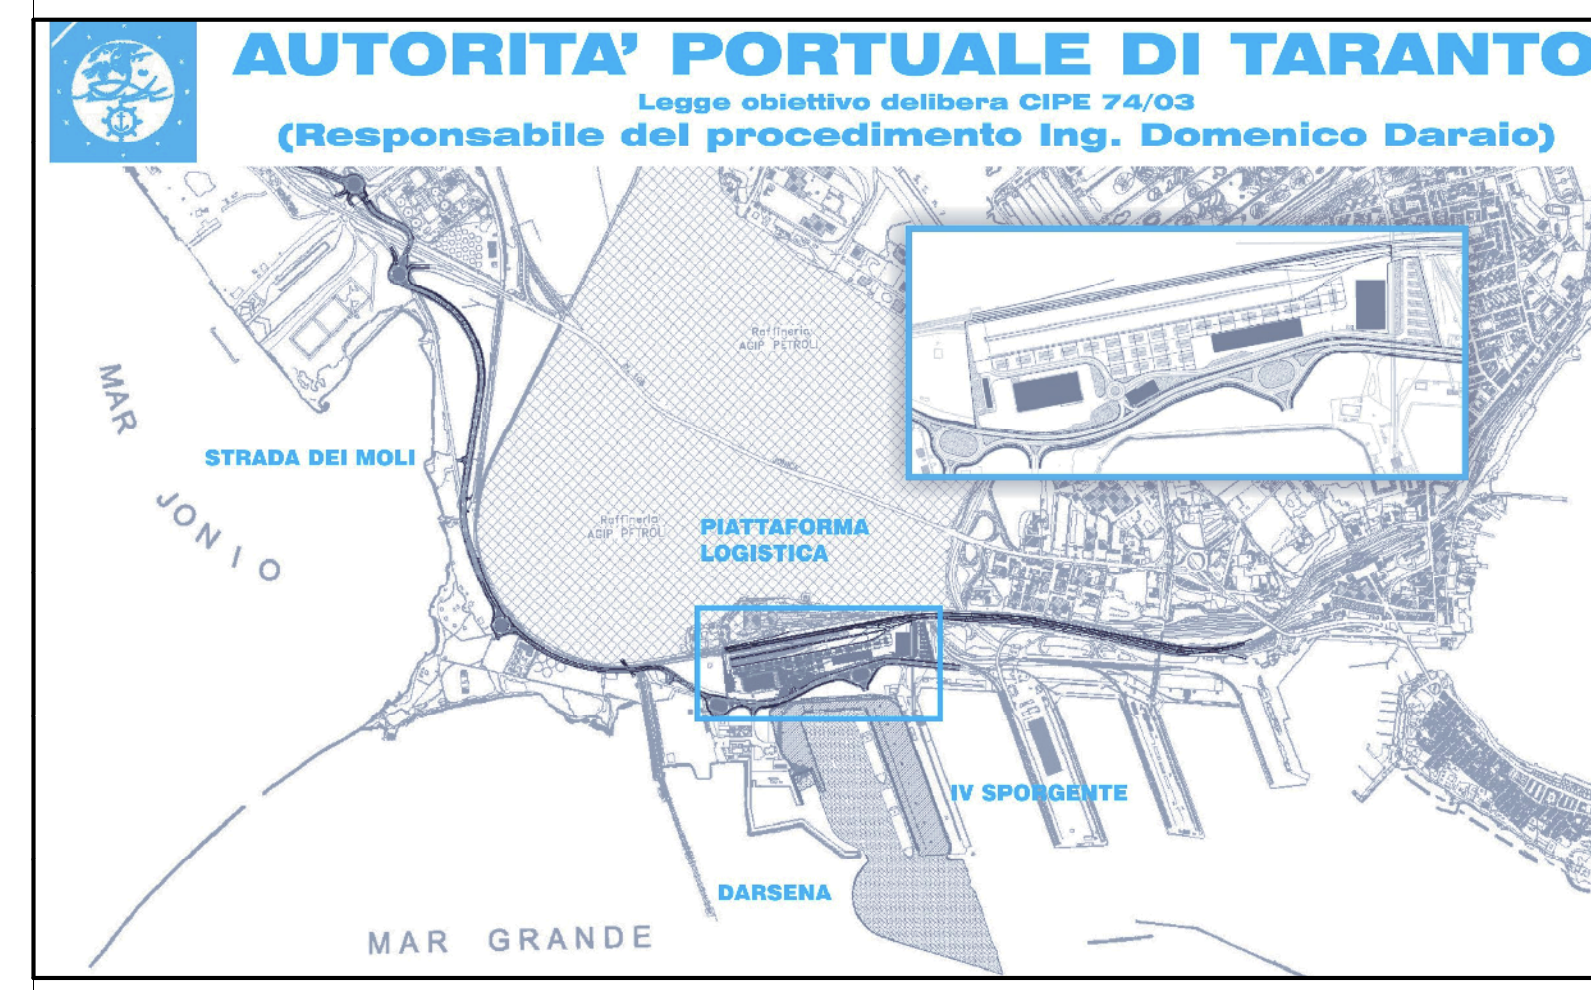 AUTORITA' PORTUALE DI TARANTO
Legge obiettivo delibera CIPE 74/03
(Responsabile del procedimento Ing. Domenico Daraio)
Raffineria
AGIP PETROLI
MAR
JONIO
STRADA DEI MOLI
Raffineria
AGIP PETROLI
PIATTAFORMA
LOGISTICA
IV SPORGENTE
DARSENA
MAR GRANDE